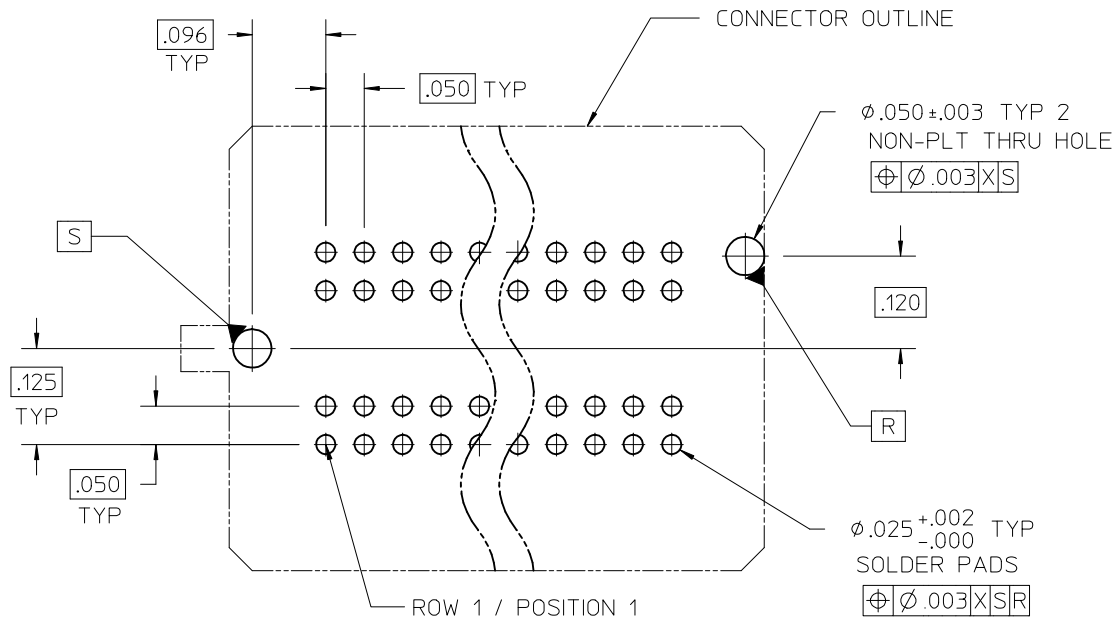 CONNECTOR OUTLINE
.096
TYP
.050 TYP
Ø.050±.003 TYP 2
NON-PLT THRU HOLE
⌖ Ø.003 X S
S
.120
.125
TYP
R
.050
TYP
Ø.025 +.002 TYP
-.000
SOLDER PADS
⌖ Ø.003 X S R
ROW 1 / POSITION 1